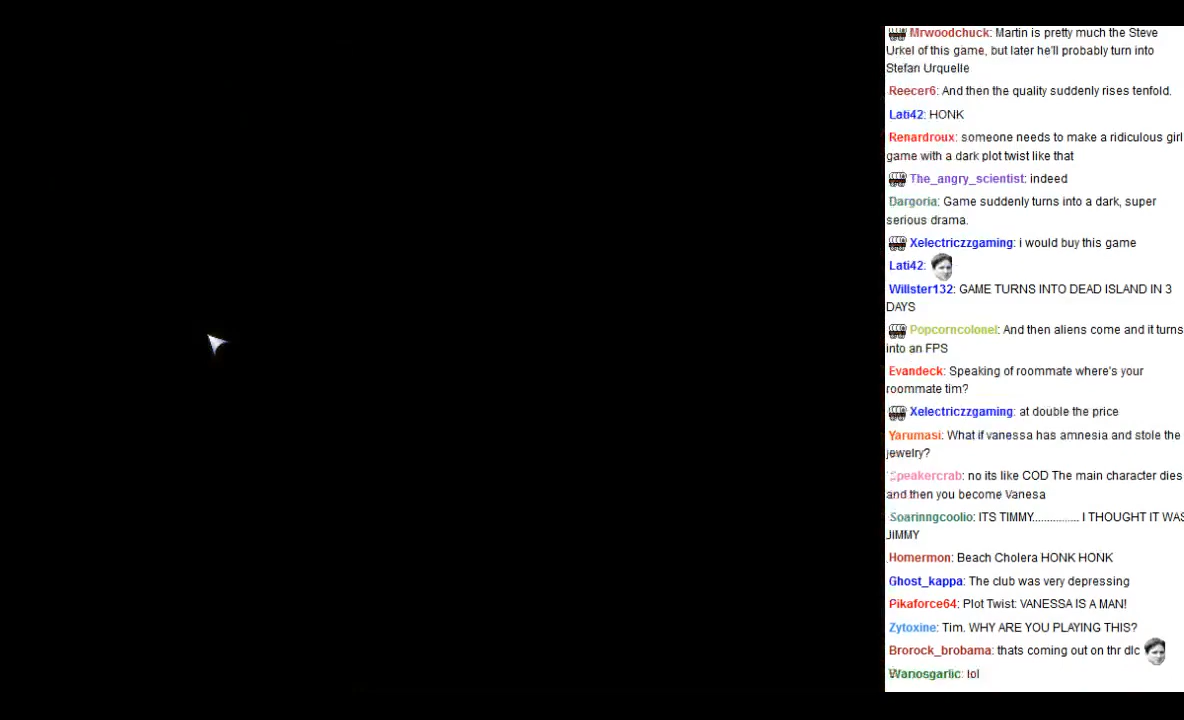 Mrwoodchuck: Martin is pretty much the Steve
Urkel of this game, but later he'll probably turn into
Stefan Urquelle
Reecer6: And then the quality suddenly rises tenfold.
Lati42: HONK
Renardroux: someone needs to make a ridiculous girl
game with a dark plot twist like that
The_angry_scientist: indeed
Dargoria: Game suddenly turns into a dark, super
serious drama.
Xelectriczzgaming: i would buy this game
Lati42:
Willster132: GAME TURNS INTO DEAD ISLAND IN 3
DAYS
Popcorncolonel: And then aliens come and it turns
into an FPS
Evandeck: Speaking of roommate where's your
roommate tim?
Xelectriczzgaming: at double the price
Yarumasi: What if vanessa has amnesia and stole the
jewelry?
Speakercrab: no its like COD The main character dies
and then you become Vanesa
Soarinngcoolio: ITS TIMMY............... I THOUGHT IT WAS
JIMMY
Homermon: Beach Cholera HONK HONK
Ghost_kappa: The club was very depressing
Pikaforce64: Plot Twist: VANESSA IS A MAN!
Zytoxine: Tim. WHY ARE YOU PLAYING THIS?
Brorock_brobama: thats coming out on thr dlc
Wanosgarlic: lol